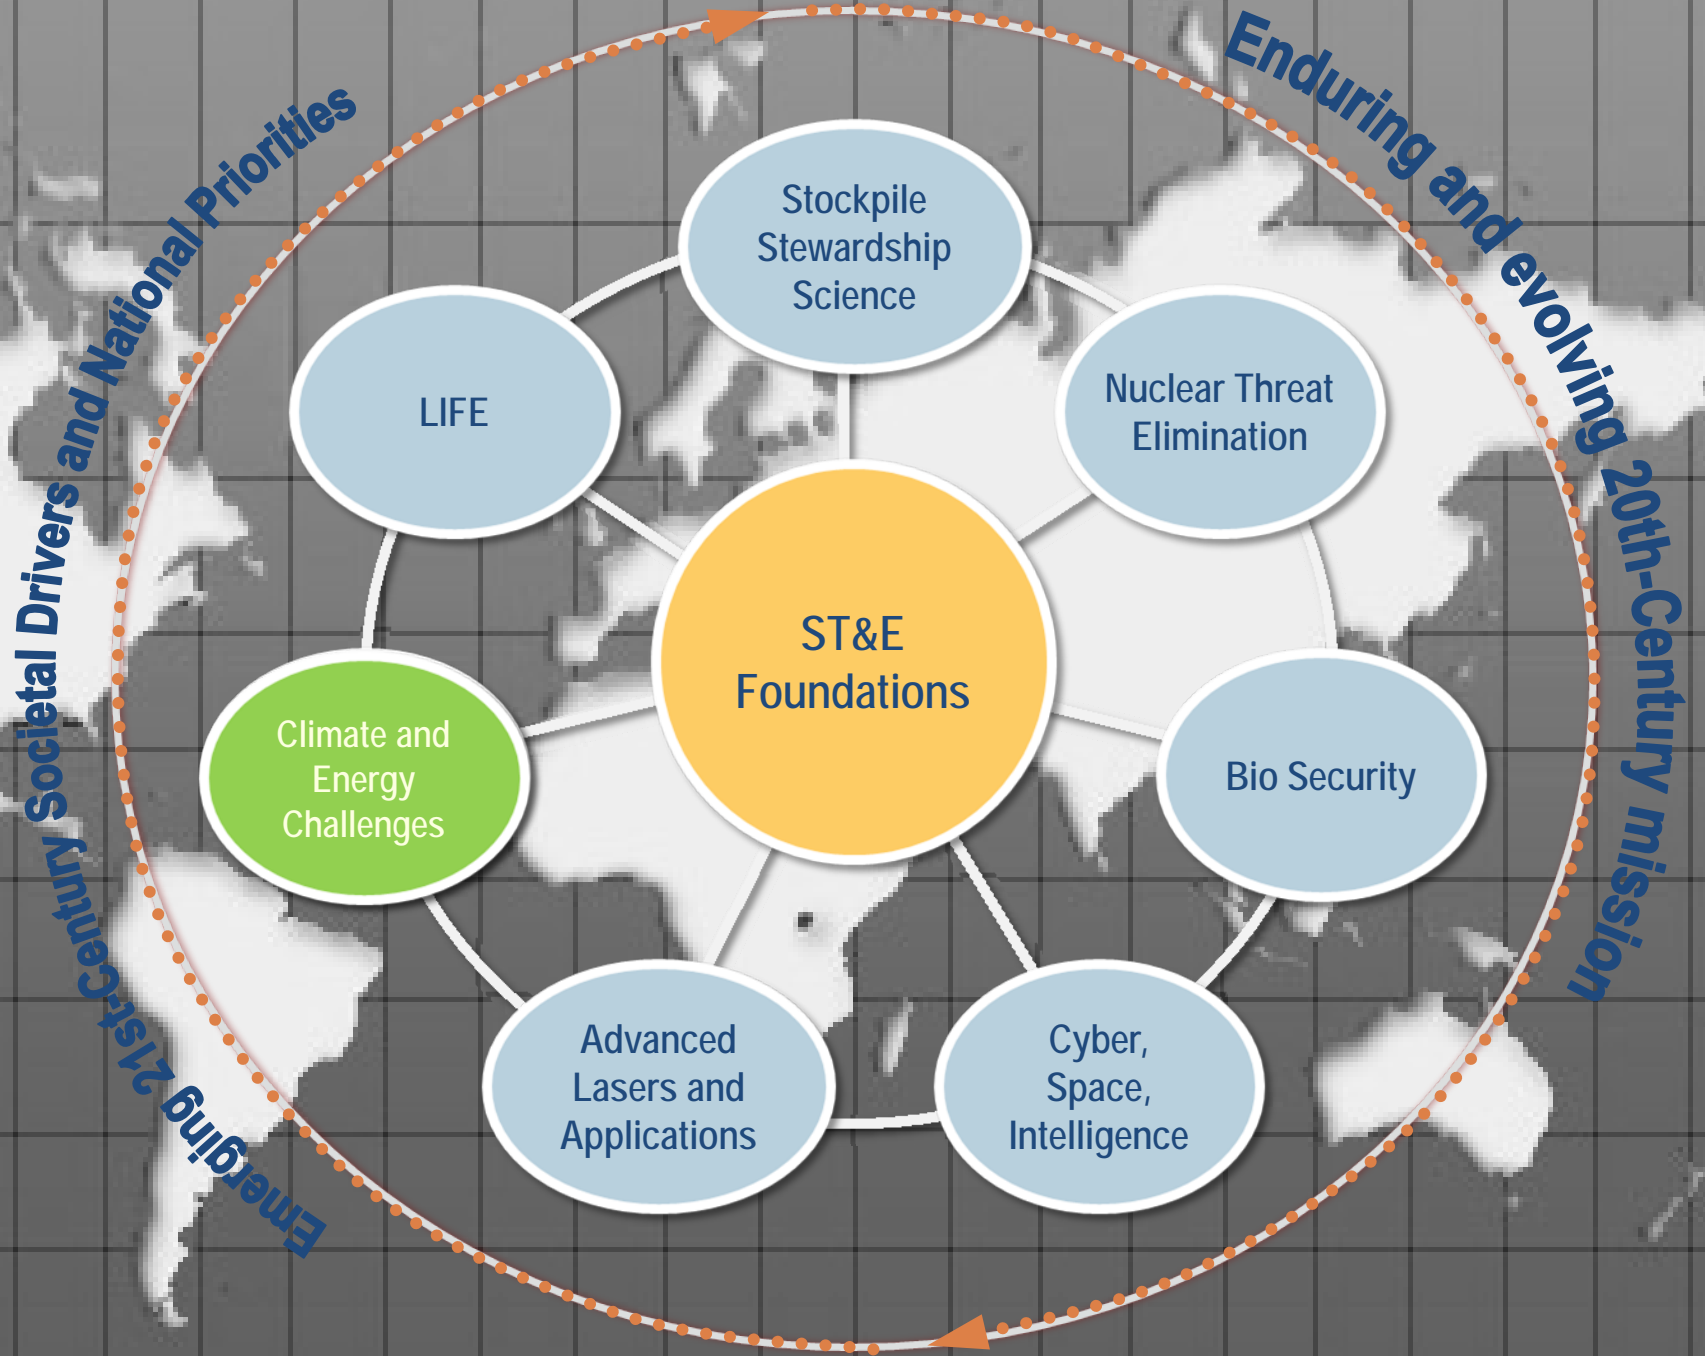 Emerging 21st-Century Societal Drivers and National Priorities
Enduring and evolving 20th-Century mission
Stockpile
Stewardship
Science
LIFE
Nuclear Threat
Elimination
ST&E
Foundations
Climate and
Energy
Challenges
Bio Security
Advanced
Lasers and
Applications
Cyber,
Space,
Intelligence